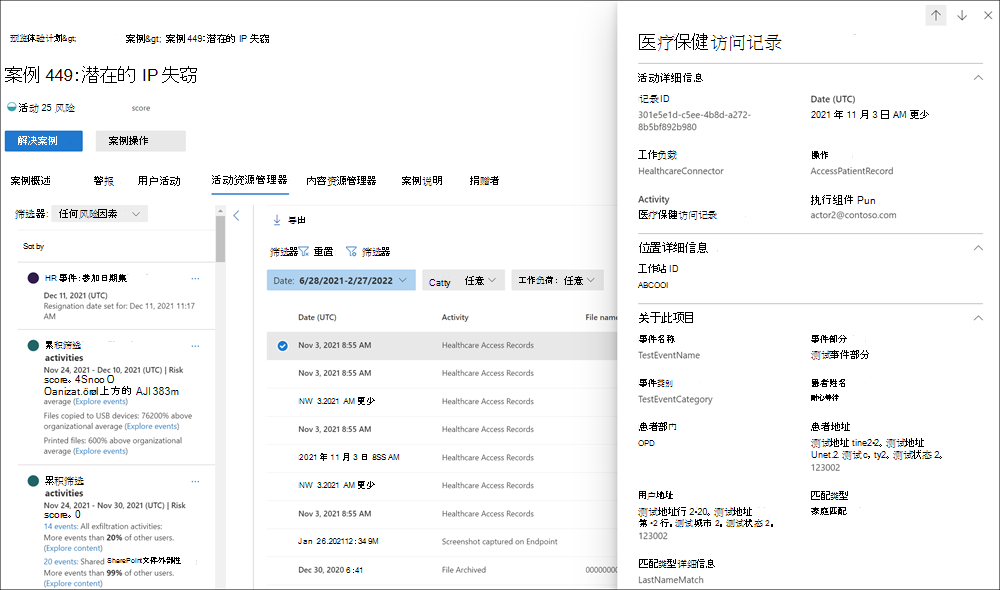 案例&gt; 案例 449：潜在的 IP 失窃
案例 449：潜在的 IP 失窃
活动 25 风险
score
解决案例
案例操作
案例概述
警报
用户活动
活动资源管理器
内容资源管理器
案例说明
捐赠者
筛选器:
任何风险因素
HR 事件：参加日期集
Dec 11, 2021 (UTC)
Resignation date set for: Dec 11, 2021 11:17
AM
累积筛选
activities
Nov 24, 2021 - Dec 10, 2021 (UTC) | Risk
score。4Snoo O
上方的 AJI 383m
average (Explore events)
Files copied to USB devices: 76200% above
organizational average (Explore events)
Printed files: 600% above organizational
average (Explore events)
累积筛选
activities
Nov 24, 2021 - Nov 30, 2021 (UTC) | Risk
score。0
14 events: All exfiltration activities:
More events than 20% of other users.
(Explore content)
20 events: Shared SharePoint文件外部性
More events than 99% of other users.
(Explore content)
导出
筛选器 重置 筛选器
Date: 6/28/2021-2/27/2022
Catty 任意
工作负荷： 任意
Date (UTC) Activity File name
Nov 3, 2021 8:55 AM Healthcare Access Records
Nov 3, 2021 8:55 AM Healthcare Access Records
NW 3.2021 AM 更少 Healthcare Access Records
Nov 3, 2021 8:55 AM Healthcare Access Records
2021 年 11 月 3 日 8SS AM Healthcare Access Records
NW 3.2021 AM 更少 Healthcare Access Records
Nov 3, 2021 8:55 AM Healthcare Access Records
Jan 26.202112:349M Screenshot captured on Endpoint
Dec 30, 2020 6:41 File Archived
医疗保健访问记录
活动详细信息
记录ID
301e5e1d-c5ee-4b8d-a272-
8b5bf892b980
Date (UTC)
2021 年 11 月 3 日 AM 更少
工作负载
HealthcareConnector
操作
AccessPatientRecord
Activity
医疗保健访问记录
执行组件 Pun
actor2@contoso.com
位置详细信息
工作站 ID
ABCOOI
关于此项目
事件名称
TestEventName
事件部分
测试事件部分
事件类别
TestEventCategory
患者姓名
耐心等待
患者部门
OPD
患者地址
测试地址 tine2-2，测试地址
Unet 2 测试 c，ty2，测试状态 2，
123002
用户地址
测试地址行 2-20，测试地址
第 -2 行，测试城市 2，测试状态 2，
123002
匹配类型
家庭匹配
匹配类型详细信息
LastNameMatch